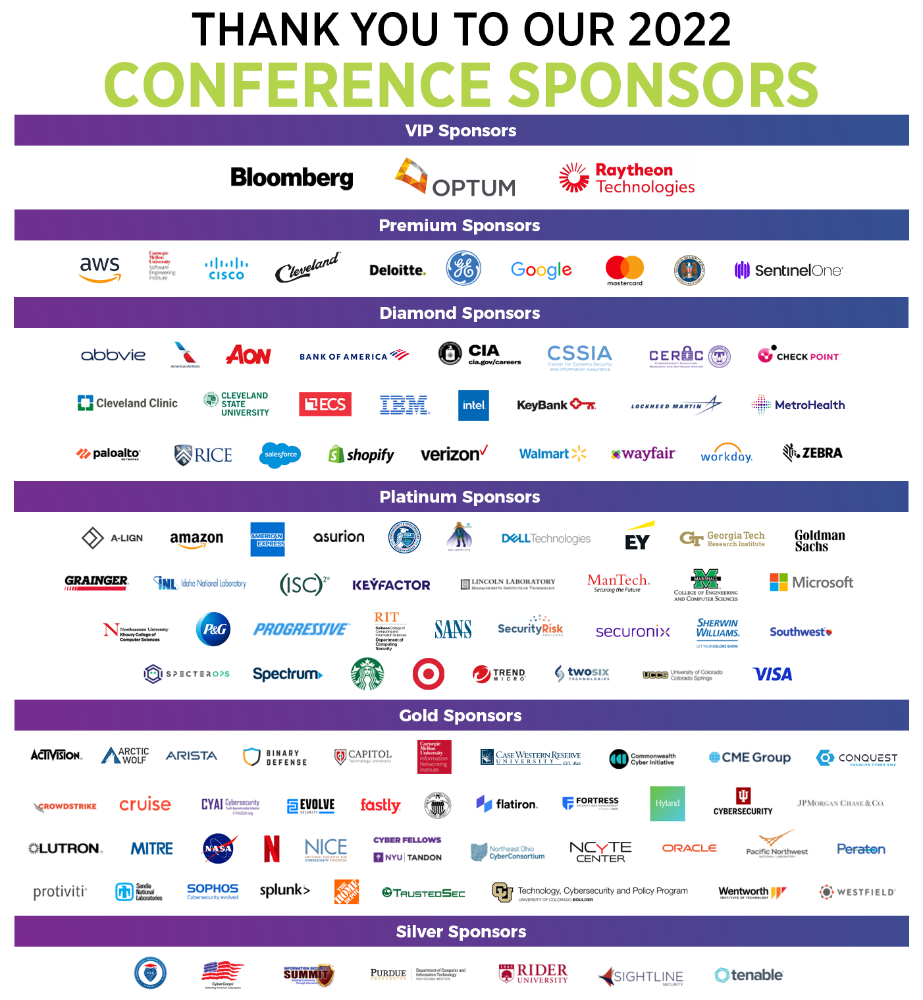 THANK YOU TO OUR 2022
CONFERENCE SPONSORS
VIP Sponsors
Bloomberg
OPTUM
Raytheon
Technologies
Premium Sponsors
aws
Carnegie
Mellon
University
Software
Engineering
Institute
CISCO
Cleveland
Deloitte.
GE
Google
mastercard
SentinelOne
Diamond Sponsors
abbvie
American Airlines
AON
BANK OF AMERICA
CIA
cia.gov/careers
CSSIA
Center for Systems Security
and Information Assurance
CEROC
CYBERSECURITY EDUCATION,
RESEARCH AND OUTREACH CENTER
CHECK POINT
Cleveland Clinic
CLEVELAND
STATE
UNIVERSITY
ECS
IBM
intel.
KeyBank
LOCKHEED MARTIN
MetroHealth
paloalto
NETWORKS
RICE
salesforce
shopify
verizon
Walmart
wayfair
workday.
ZEBRA
Platinum Sponsors
A-LIGN
amazon
AMERICAN
EXPRESS
asurion
CISA
DELLTechnologies
EY
GT
Georgia Tech
Research Institute
Goldman
Sachs
GRAINGER
INL Idaho National Laboratory
(ISC)²
KEYFACTOR
LINCOLN LABORATORY
MASSACHUSETTS INSTITUTE OF TECHNOLOGY
ManTech
Securing the Future
MARSHALL
COLLEGE OF ENGINEERING
AND COMPUTER SCIENCES
Microsoft
N Northeastern University
Khoury College of
Computer Sciences
P&G
PROGRESSIVE
RIT
Golisano College of
Computing and
Information Sciences
Department of
Computing
Security
SANS
SecurityRisk
ADVISORS
securonix
SHERWIN
WILLIAMS.
LET YOUR COLORS SHOW
Southwest
SPECTEROPS
Spectrum
TREND
MICRO
twosix
TECHNOLOGIES
UCCS
University of Colorado
Colorado Springs
VISA
Gold Sponsors
ACTIVISION
ARCTIC
WOLF
ARISTA
BINARY
DEFENSE
CAPITOL
Technology University
Carnegie
Mellon
University
Information
Networking
Institute
CASE WESTERN RESERVE
UNIVERSITY EST. 1826
Commonwealth
Cyber Initiative
CME Group
CONQUEST
CONQUER CYBER RISK
CROWDSTRIKE
cruise
CYAI Cybersecurity
Youth Apprenticeship Initiative
CYAI2024.org
EVOLVE
SECURITY
fastly
flatiron.
FORTRESS
SECURITY RISK MANAGEMENT
Hyland
CYBERSECURITY
JPMORGAN CHASE & CO.
LUTRON
MITRE
NASA
N
NICE
NATIONAL INITIATIVE FOR
CYBERSECURITY EDUCATION
CYBER FELLOWS
NYU TANDON
Northeast Ohio
CyberConsortium
NCYTE
CENTER
ORACLE
Pacific Northwest
NATIONAL LABORATORY
Peraton
protiviti
Sandia
National
Laboratories
SOPHOS
Cybersecurity evolved.
splunk>
THE
HOME
DEPOT
TRUSTEDSEC
CU
Technology, Cybersecurity and Policy Program
UNIVERSITY OF COLORADO BOULDER
Wentworth
INSTITUTE OF TECHNOLOGY
WESTFIELD
Silver Sponsors
CyberCorps
Defending America's Cyberspace
INFORMATION SECURITY
SUMMIT
Building Community
Through Education
PURDUE
UNIVERSITY
Department of Computer and
Information Technology
POLYTECHNIC INSTITUTE
RIDER
UNIVERSITY
SIGHTLINE
SECURITY
tenable